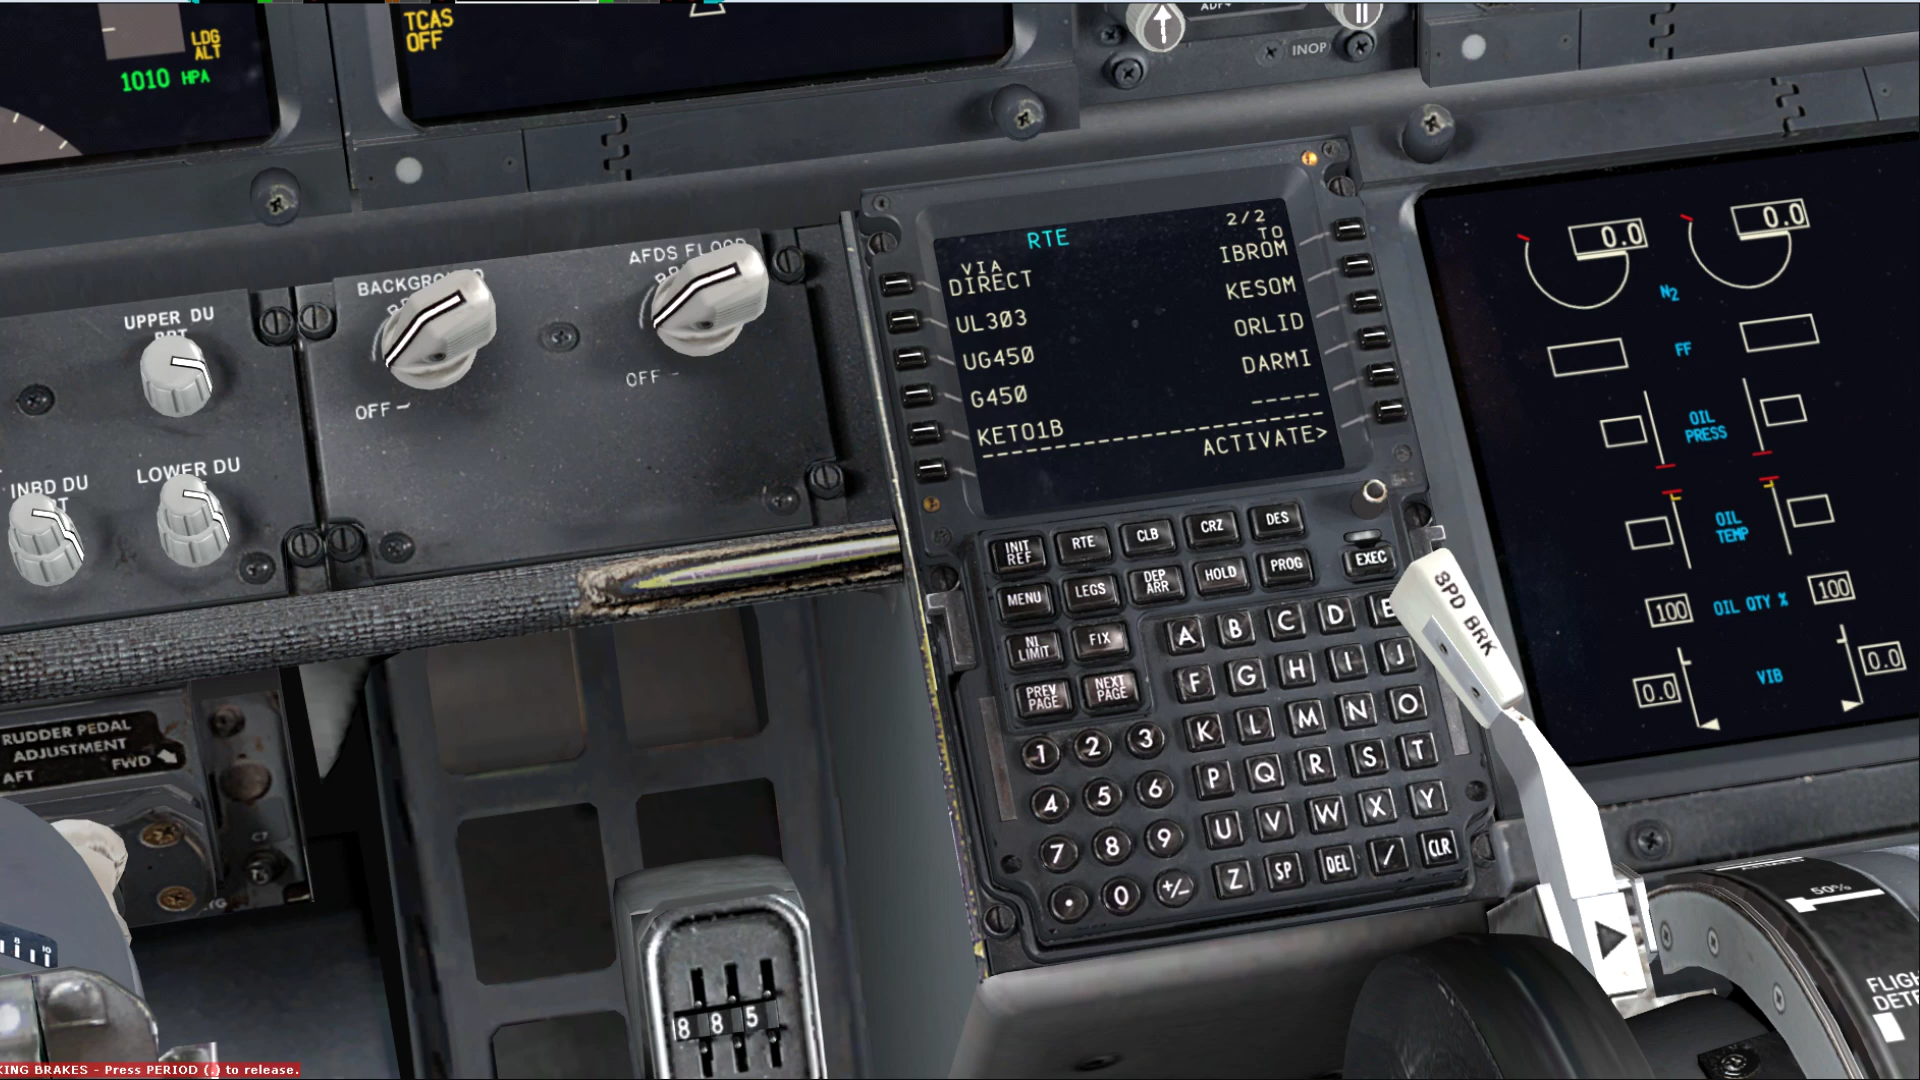 TCAS
OFF
LDG
ALT
1010 HPA
INOP
UPPER DU
BACKGROUND
OFF
AFDS FLOOD
OFF
INBD DU
LOWER DU
RTE 2/2
VIA TO
DIRECT IBROM
UL303 KESOM
UG450 ORLID
G450 DARMI
KETO1B -----
ACTIVATE>
INIT REF RTE CLB CRZ DES
MENU LEGS DEP ARR HOLD PROG EXEC
N1 LIMIT FIX
PREV PAGE NEXT PAGE
A B C D E
F G H I J
K L M N O
P Q R S T
U V W X Y
Z SP DEL / CLR
1 2 3
4 5 6
7 8 9
. 0 +/-
SPD BRK
0.0 0.0
N2
FF
OIL
PRESS
OIL
TEMP
100 OIL QTY % 100
0.0 VIB 0.0
RUDDER PEDAL
ADJUSTMENT
AFT FWD
8 8 5
50%
KING BRAKES - Press PERIOD (.) to release.